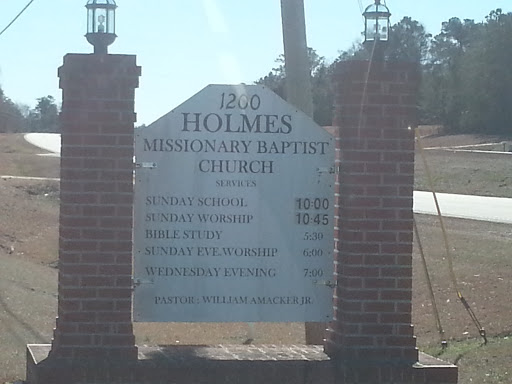 1200
HOLMES
MISSIONARY BAPTIST
CHURCH
SERVICES
SUNDAY SCHOOL 10-00
SUNDAY WORSHIP 10-45
BIBLE STUDY 5:30
SUNDAY EVE.WORSHIP 6:00
WEDNESDAY EVENING 7:00
PASTOR : WILLIAM AMACKER JR.